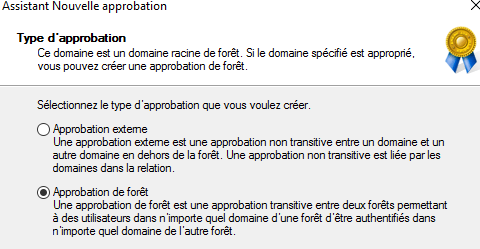 Assistant Nouvelle approbation
Type d'approbation
Ce domaine est un domaine racine de forêt. Si le domaine spécifié est approprié,
vous pouvez créer une approbation de forêt.
Sélectionnez le type d'approbation que vous voulez créer.
Approbation externe
Une approbation externe est une approbation non transitive entre un domaine et un
autre domaine en dehors de la forêt. Une approbation non transitive est liée par les
domaines dans la relation.
Approbation de forêt
Une approbation de forêt est une approbation transitive entre deux forêts permettant
à des utilisateurs dans n'importe quel domaine d'une forêt d'être authentifiés dans
n'importe quel domaine de l'autre forêt.